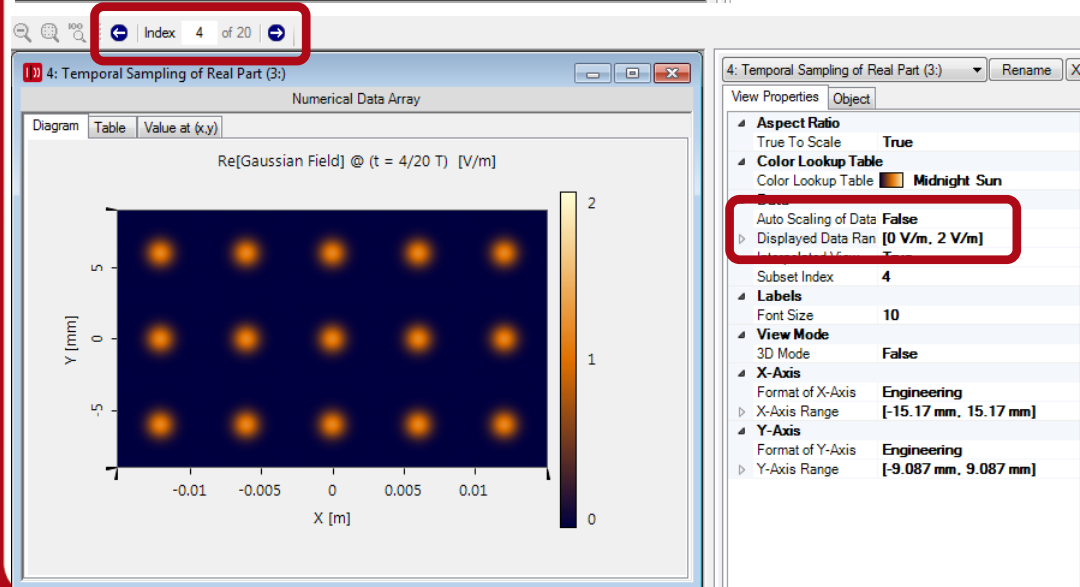 100
Index 4 of 20
4: Temporal Sampling of Real Part (3:)
Numerical Data Array
Diagram Table Value at (x,y)
Re[Gaussian Field] @ (t = 4/20 T) [V/m]
2
1
0
Y [mm]
5
0
-5
-0.01 -0.005 0 0.005 0.01
X [m]
4: Temporal Sampling of Real Part (3:) Rename X
View Properties Object
Aspect Ratio
True To Scale True
Color Lookup Table
Color Lookup Table Midnight Sun
Data
Auto Scaling of Data False
Displayed Data Ran [0 V/m, 2 V/m]
Interpolated View True
Subset Index 4
Labels
Font Size 10
View Mode
3D Mode False
X-Axis
Format of X-Axis Engineering
X-Axis Range [-15.17 mm, 15.17 mm]
Y-Axis
Format of Y-Axis Engineering
Y-Axis Range [-9.087 mm, 9.087 mm]